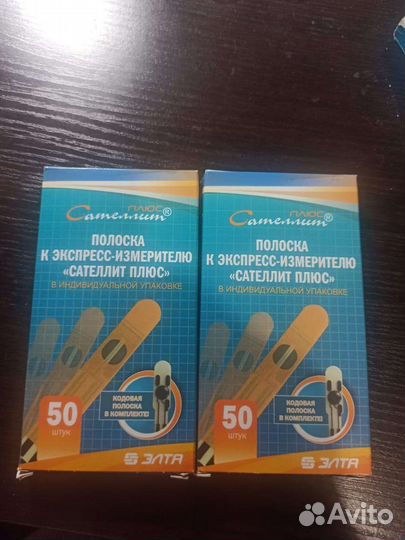 ПЛЮС
Сателлит®
ПОЛОСКА
К ЭКСПРЕСС-ИЗМЕРИТЕЛЮ
«САТЕЛЛИТ ПЛЮС»
В ИНДИВИДУАЛЬНОЙ УПАКОВКЕ
КОДОВАЯ
ПОЛОСКА
В КОМПЛЕКТЕ!
50
штук
ЭЛТА
ПЛЮС
Сателлит®
ПОЛОСКА
К ЭКСПРЕСС-ИЗМЕРИТЕЛЮ
«САТЕЛЛИТ ПЛЮС»
В ИНДИВИДУАЛЬНОЙ УПАКОВКЕ
КОДОВАЯ
ПОЛОСКА
В КОМПЛЕКТЕ!
50
штук
ЭЛТА
Avito